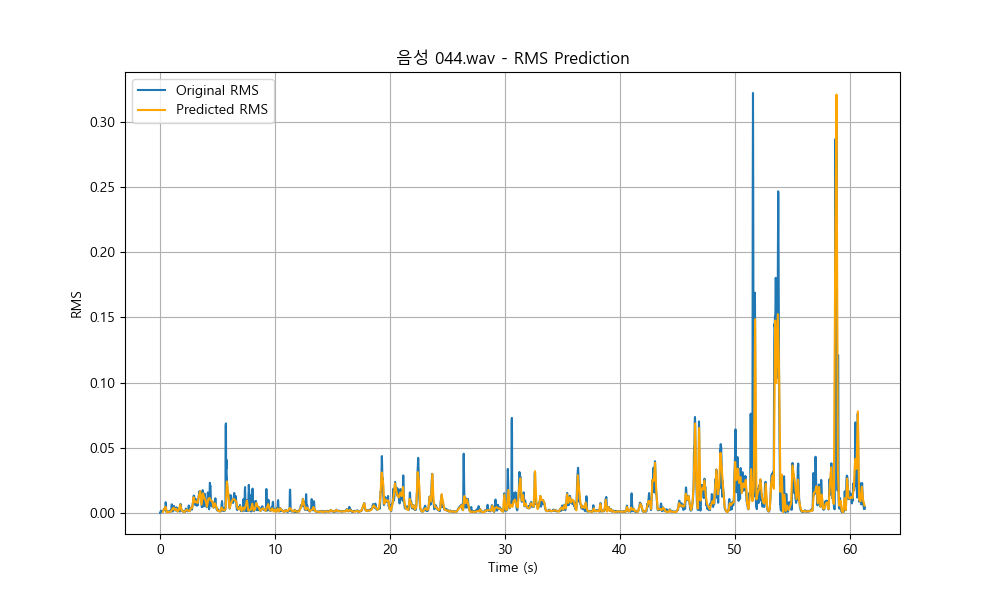 음성 044.wav - RMS Prediction
Original RMS
Predicted RMS
0.30
0.25
0.20
0.15
0.10
0.05
0.00
RMS
0 10 20 30 40 50 60
Time (s)